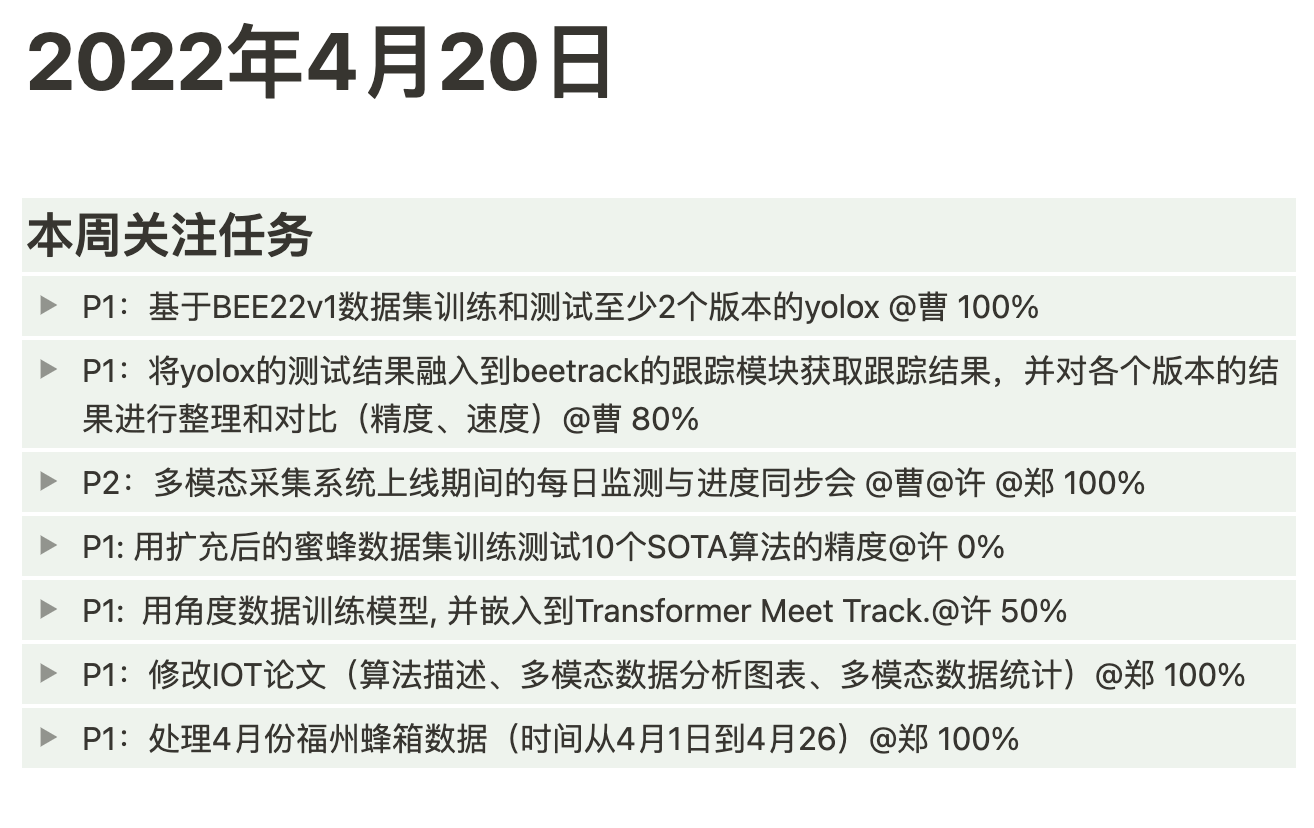 2022年4月20日
本周关注任务
P1：基于BEE22v1数据集训练和测试至少2个版本的yolox @曹 100%
P1：将yolox的测试结果融入到beetrack的跟踪模块获取跟踪结果，并对各个版本的结
果进行整理和对比（精度、速度）@曹 80%
P2：多模态采集系统上线期间的每日监测与进度同步会 @曹@许 @郑 100%
P1: 用扩充后的蜜蜂数据集训练测试10个SOTA算法的精度@许 0%
P1:  用角度数据训练模型, 并嵌入到Transformer Meet Track.@许 50%
P1：修改IOT论文（算法描述、多模态数据分析图表、多模态数据统计）@郑 100%
P1：处理4月份福州蜂箱数据（时间从4月1日到4月26）@郑 100%